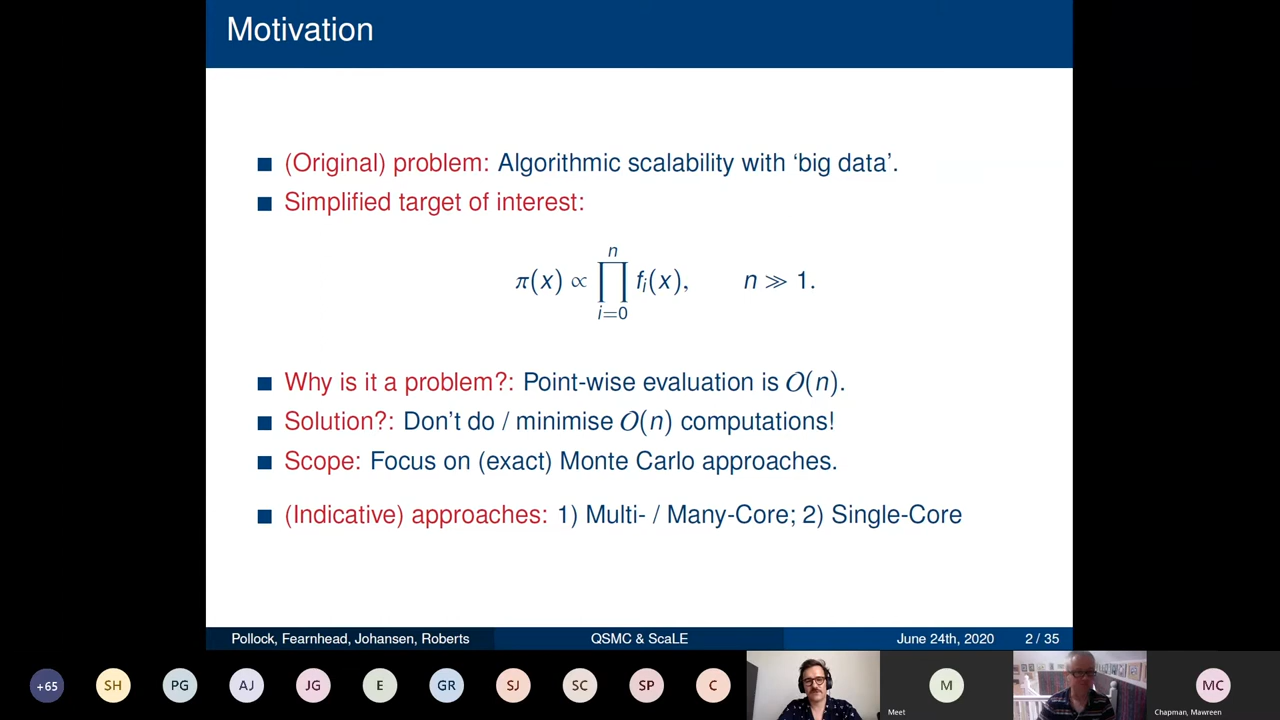 Motivation
(Original) problem: Algorithmic scalability with ‘big data’.
Simplified target of interest:
π(x) ∝ ∏_{i=0}^{n} f_i(x), n ≫ 1.
Why is it a problem?: Point-wise evaluation is O(n).
Solution?: Don’t do / minimise O(n) computations!
Scope: Focus on (exact) Monte Carlo approaches.
(Indicative) approaches: 1) Multi- / Many-Core; 2) Single-Core
Pollock, Fearnhead, Johansen, Roberts QSMC & ScaLE June 24th, 2020 2 / 35
+65 SH PG AJ JG E GR SJ SC SP C M MC
Meet Chapman, Mawreen